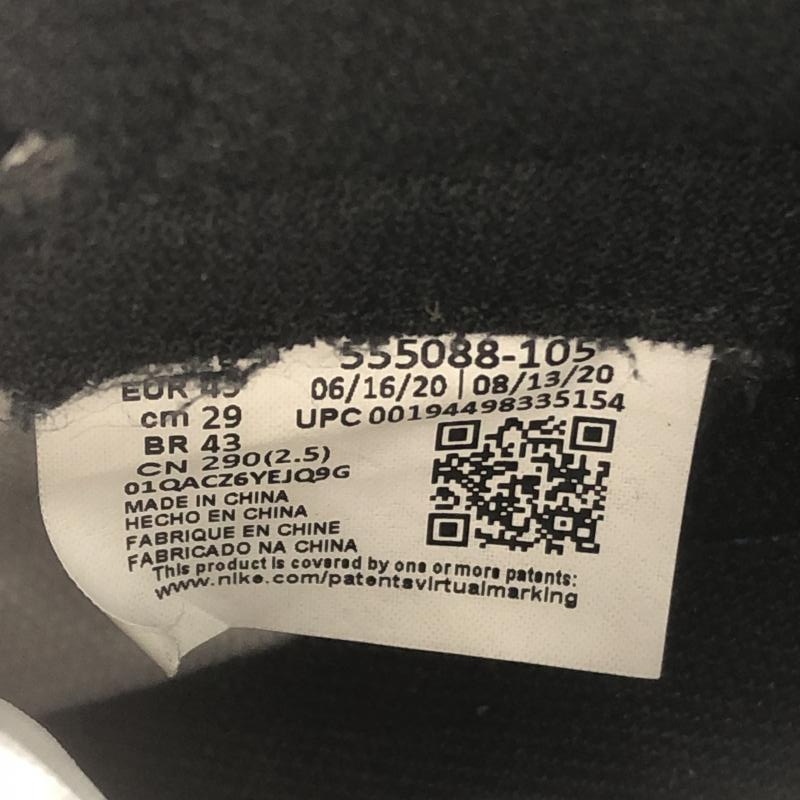 555088-105
EUR 45
06/16/20 | 08/13/20
cm 29
UPC 00194498335154
BR 43
CN 290(2.5)
01QACZ6YEJQ9G
MADE IN CHINA
HECHO EN CHINA
FABRIQUE EN CHINE
FABRICADO NA CHINA
This product is covered by one or more patents:
www.nike.com/patentsvirtualmarking